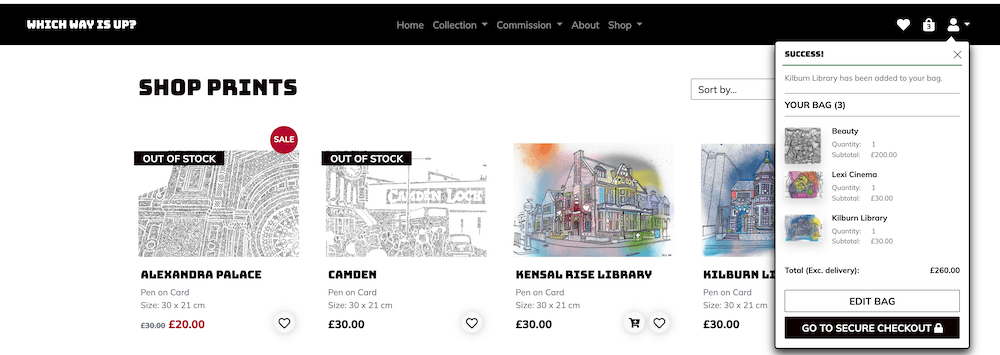 WHICH WAY IS UP?
Home Collection Commission About Shop
3
SHOP PRINTS
Sort by...
SUCCESS!
Kilburn Library has been added to your bag.
YOUR BAG (3)
Beauty
Quantity: 1
Subtotal: £200.00
Lexi Cinema
Quantity: 1
Subtotal: £30.00
Kilburn Library
Quantity: 1
Subtotal: £30.00
Total (Exc. delivery): £260.00
EDIT BAG
GO TO SECURE CHECKOUT
SALE
OUT OF STOCK
ALEXANDRA PALACE
Pen on Card
Size: 30 x 21 cm
£30.00 £20.00
OUT OF STOCK
CAMDEN LOCK
CAMDEN
Pen on Card
Size: 30 x 21 cm
£30.00
KENSAL RISE LIBRARY
Pen on Card
Size: 30 x 21 cm
£30.00
KILBURN LI
Pen on Card
Size: 30 x 21 cm
£30.00